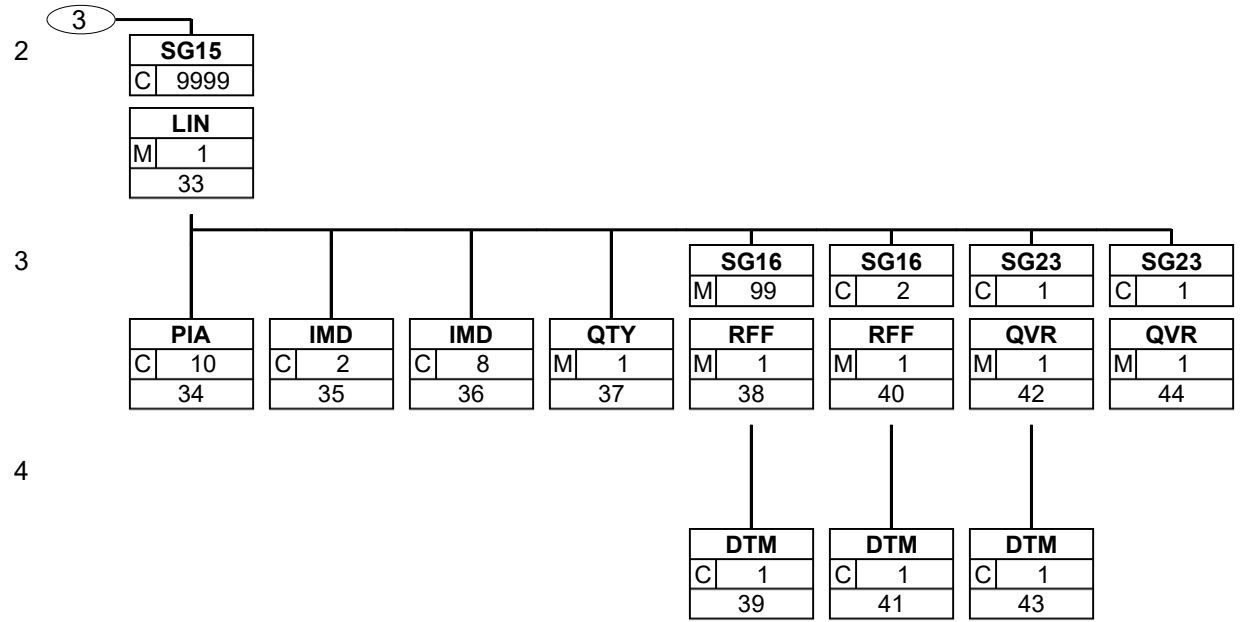 3
2
SG15
C 9999
LIN
M 1
33
3
SG16 SG16 SG23 SG23
M 99 C 2 C 1 C 1
PIA IMD IMD QTY RFF RFF QVR QVR
C 10 C 2 C 8 M 1 M 1 M 1 M 1 M 1
34 35 36 37 38 40 42 44
4
DTM DTM DTM
C 1 C 1 C 1
39 41 43